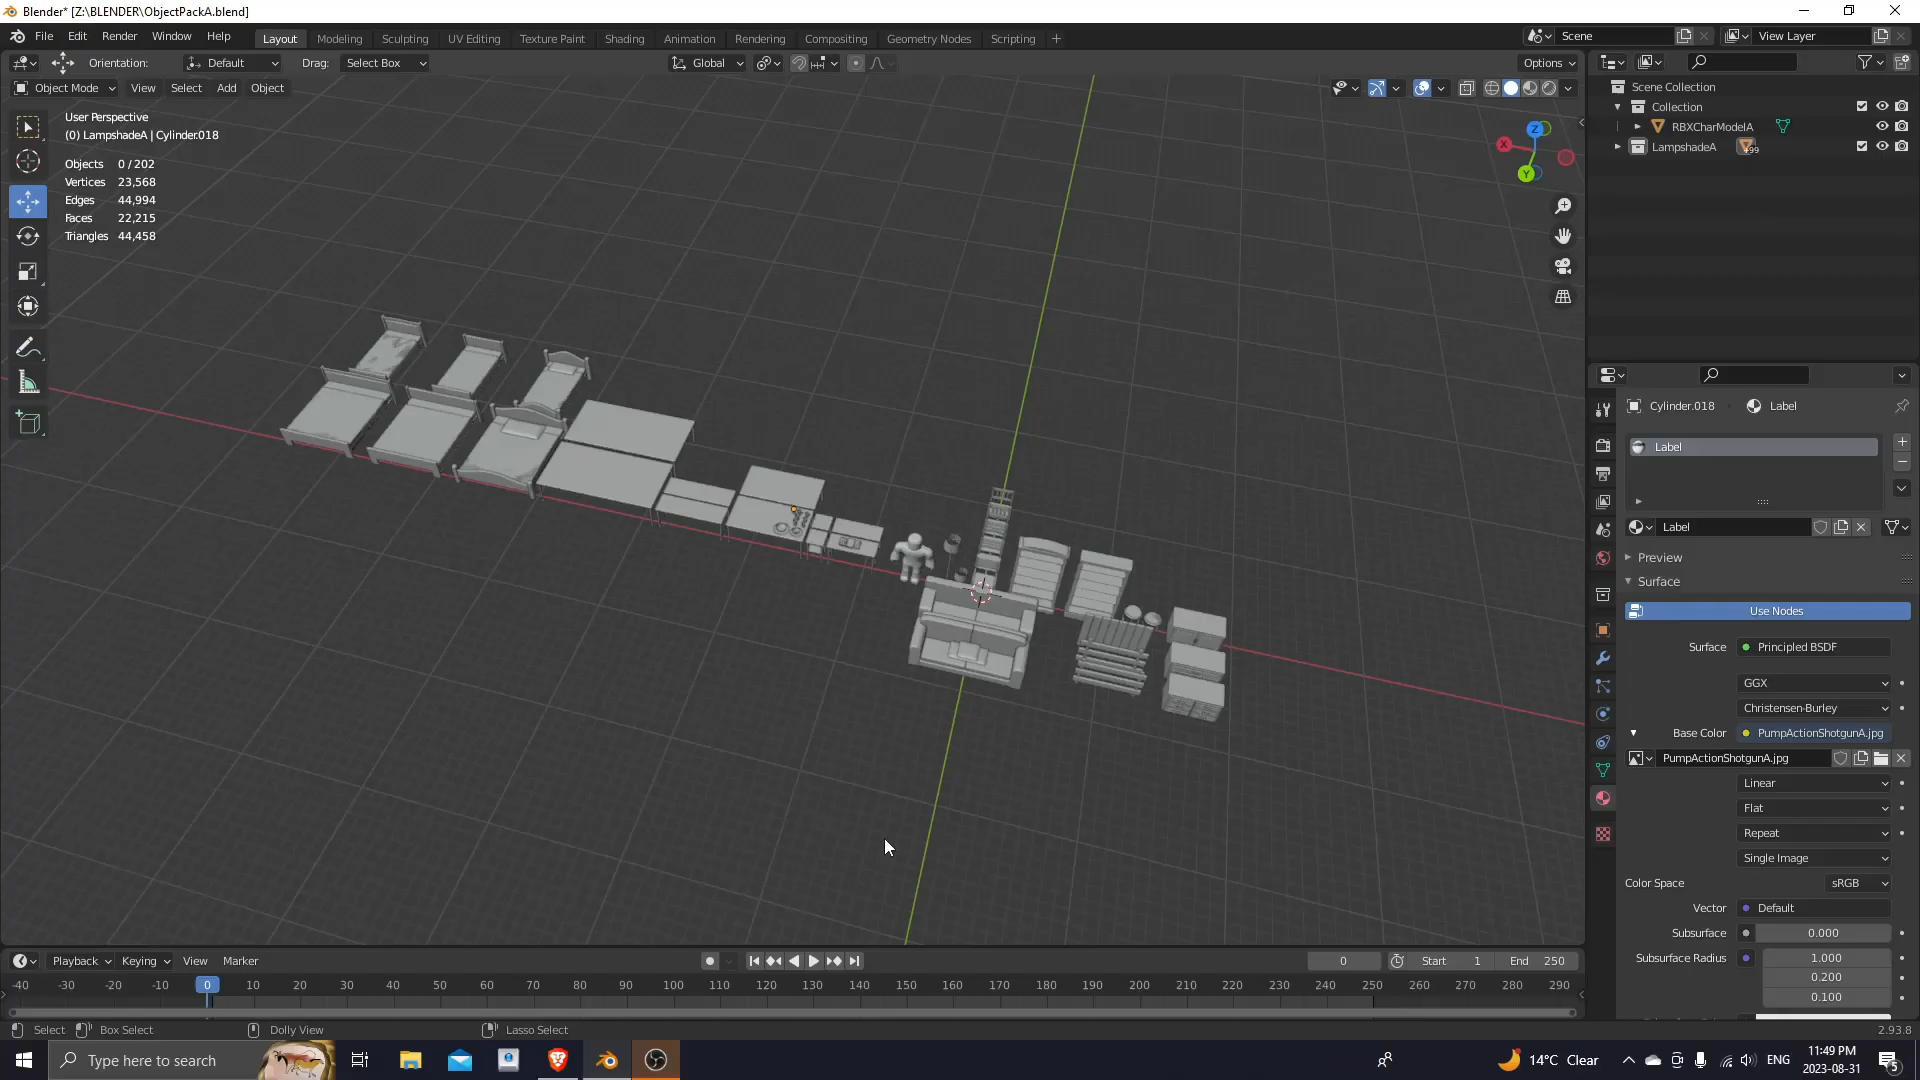 Blender* [Z:\BLENDER\ObjectPackA.blend]
File Edit Render Window Help
Layout Modeling Sculpting UV Editing Texture Paint Shading Animation Rendering Compositing Geometry Nodes Scripting
Scene
View Layer
Orientation: Default Drag: Select Box
Global
Options
Object Mode View Select Add Object
User Perspective
(0) LampshadeA | Cylinder.018
Objects 0 / 202
Vertices 23,568
Edges 44,994
Faces 22,215
Triangles 44,458
Z
X
Y
Scene Collection
Collection
RBXCharModelA
LampshadeA
Cylinder.018 Label
Label
Label
Preview
Surface
Use Nodes
Surface Principled BSDF
GGX
Christensen-Burley
Base Color PumpActionShotgunA.jpg
PumpActionShotgunA.jpg
Linear
Flat
Repeat
Single Image
Color Space sRGB
Vector Default
Subsurface 0.000
Subsurface Radius 1.000
0.200
0.100
Playback Keying View Marker
0 Start 1 End 250
-40 -30 -20 -10 0 10 20 30 40 50 60 70 80 90 100 110 120 130 140 150 160 170 180 190 200 210 220 230 240 250 260 270 280 290
Select Box Select Dolly View Lasso Select
2.93.8
Type here to search
14°C Clear
ENG
11:49 PM
2023-08-31
5